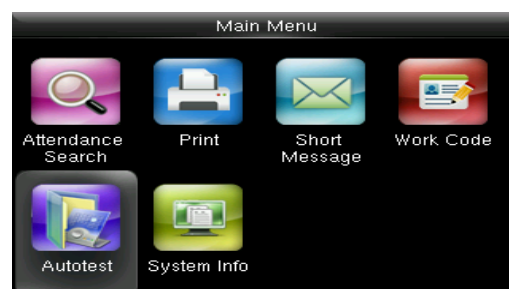 Main Menu
Attendance
Search
Print
Short
Message
Work Code
Autotest
System Info